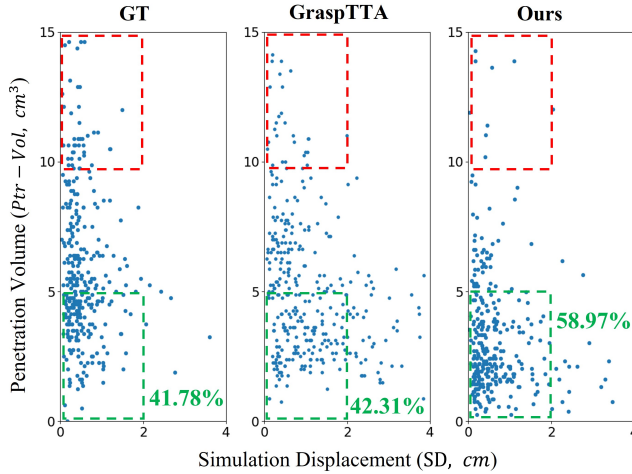 GT
GraspTTA
Ours
Penetration Volume (Ptr − Vol, cm³)
15
10
5
0
15
10
5
0
15
10
5
0
41.78%
42.31%
58.97%
0 2 4
0 2 4
0 2 4
Simulation Displacement (SD, cm)